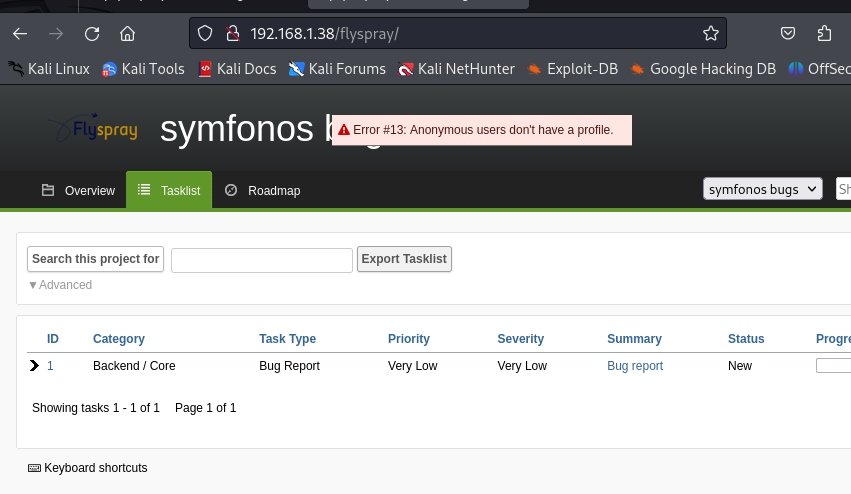 192.168.1.38/flyspray/
Kali Linux Kali Tools Kali Docs Kali Forums Kali NetHunter Exploit-DB Google Hacking DB OffSec
Flyspray symfonos
Error #13: Anonymous users don't have a profile.
Overview Tasklist Roadmap symfonos bugs Sh
Search this project for Export Tasklist
▼Advanced
ID Category Task Type Priority Severity Summary Status Progre
1 Backend / Core Bug Report Very Low Very Low Bug report New
Showing tasks 1 - 1 of 1 Page 1 of 1
Keyboard shortcuts